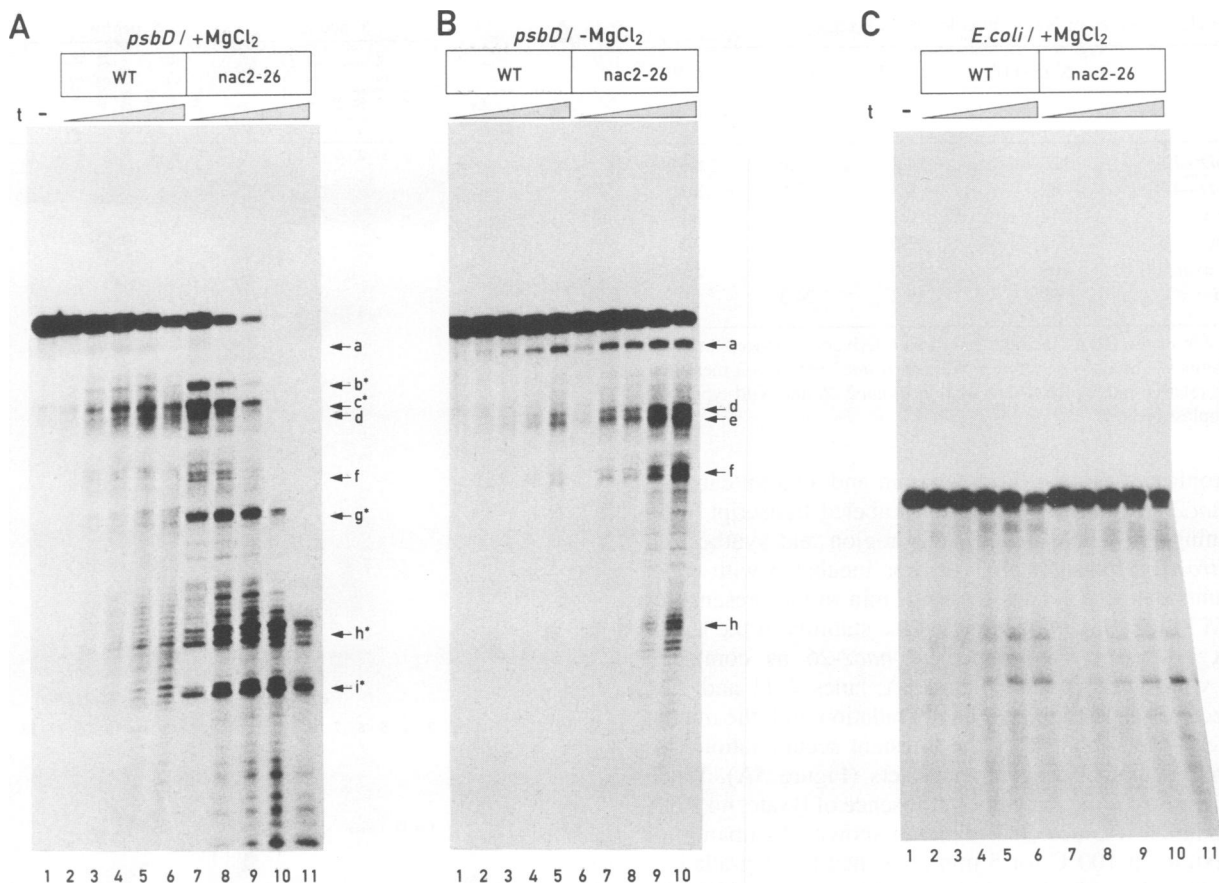 A
psbD / +MgCl2
WT nac2-26
t -
a
b*
c*
d
f
g*
h*
i*
1 2 3 4 5 6 7 8 9 10 11
B
psbD / -MgCl2
WT nac2-26
a
d
e
f
h
1 2 3 4 5 6 7 8 9 10
C
E.coli / +MgCl2
WT nac2-26
t -
1 2 3 4 5 6 7 8 9 10 11